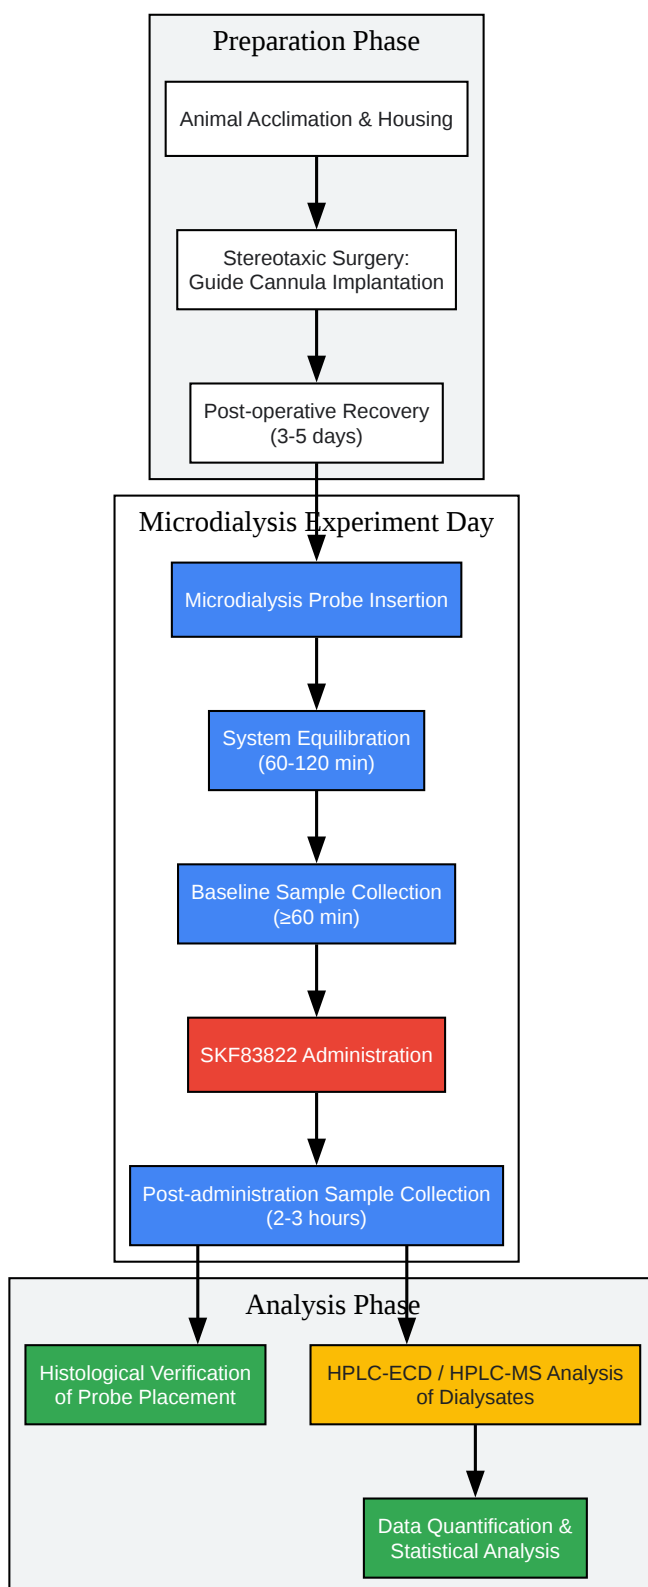 Preparation Phase
Animal Acclimation & Housing
Stereotaxic Surgery:
Guide Cannula Implantation
Post-operative Recovery
(3-5 days)
Microdialysis Experiment Day
Microdialysis Probe Insertion
System Equilibration
(60-120 min)
Baseline Sample Collection
(≥60 min)
SKF83822 Administration
Post-administration Sample Collection
(2-3 hours)
Analysis Phase
Histological Verification
of Probe Placement
HPLC-ECD / HPLC-MS Analysis
of Dialysates
Data Quantification &
Statistical Analysis